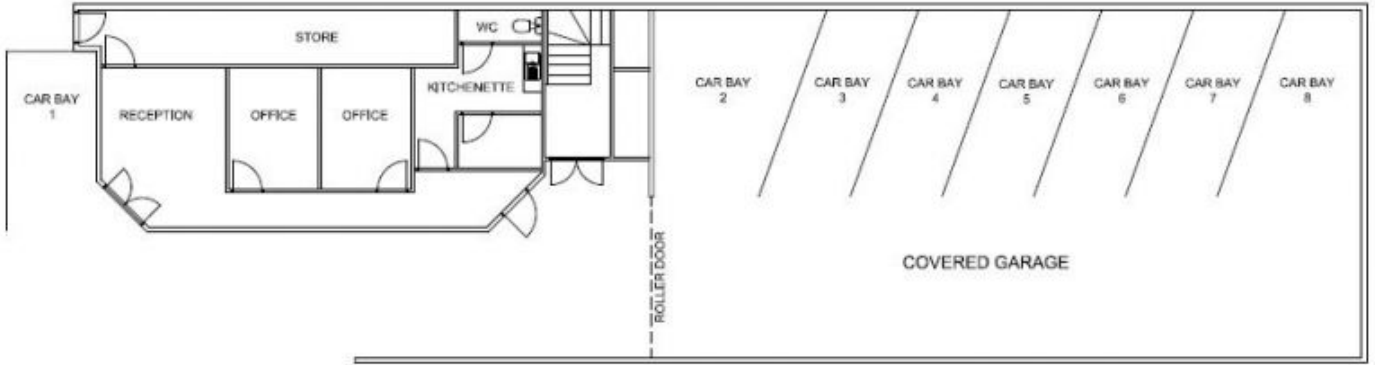 WC
STORE
KITCHENETTE
CAR BAY
1
RECEPTION
OFFICE
OFFICE
CAR BAY
2
CAR BAY
3
CAR BAY
4
CAR BAY
5
CAR BAY
6
CAR BAY
7
CAR BAY
8
ROLLER DOOR
COVERED GARAGE